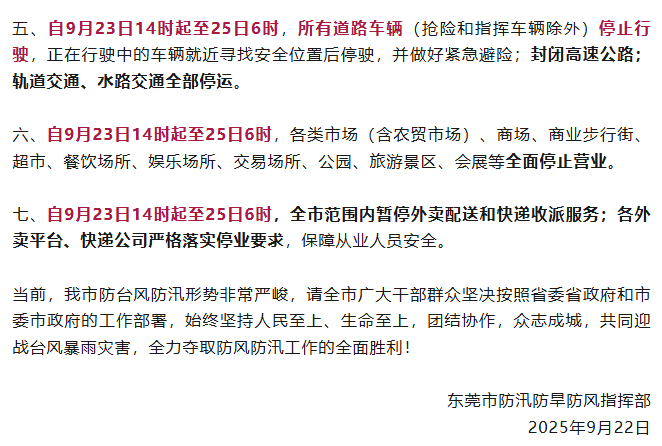 五、自9月23日14时起至25日6时，所有道路车辆（抢险和指挥车辆除外）停止行
驶，正在行驶中的车辆就近寻找安全位置后停驶，并做好紧急避险；封闭高速公路；
轨道交通、水路交通全部停运。
六、自9月23日14时起至25日6时，各类市场（含农贸市场）、商场、商业步行街、
超市、餐饮场所、娱乐场所、交易场所、公园、旅游景区、会展等全面停止营业。
七、自9月23日14时起至25日6时，全市范围内暂停外卖配送和快递收派服务；各外
卖平台、快递公司严格落实停业要求，保障从业人员安全。
当前，我市防台风防汛形势非常严峻，请全市广大干部群众坚决按照省委省政府和市
委市政府的工作部署，始终坚持人民至上、生命至上，团结协作，众志成城，共同迎
战台风暴雨灾害，全力夺取防风防汛工作的全面胜利！
东莞市防汛防旱防风指挥部
2025年9月22日